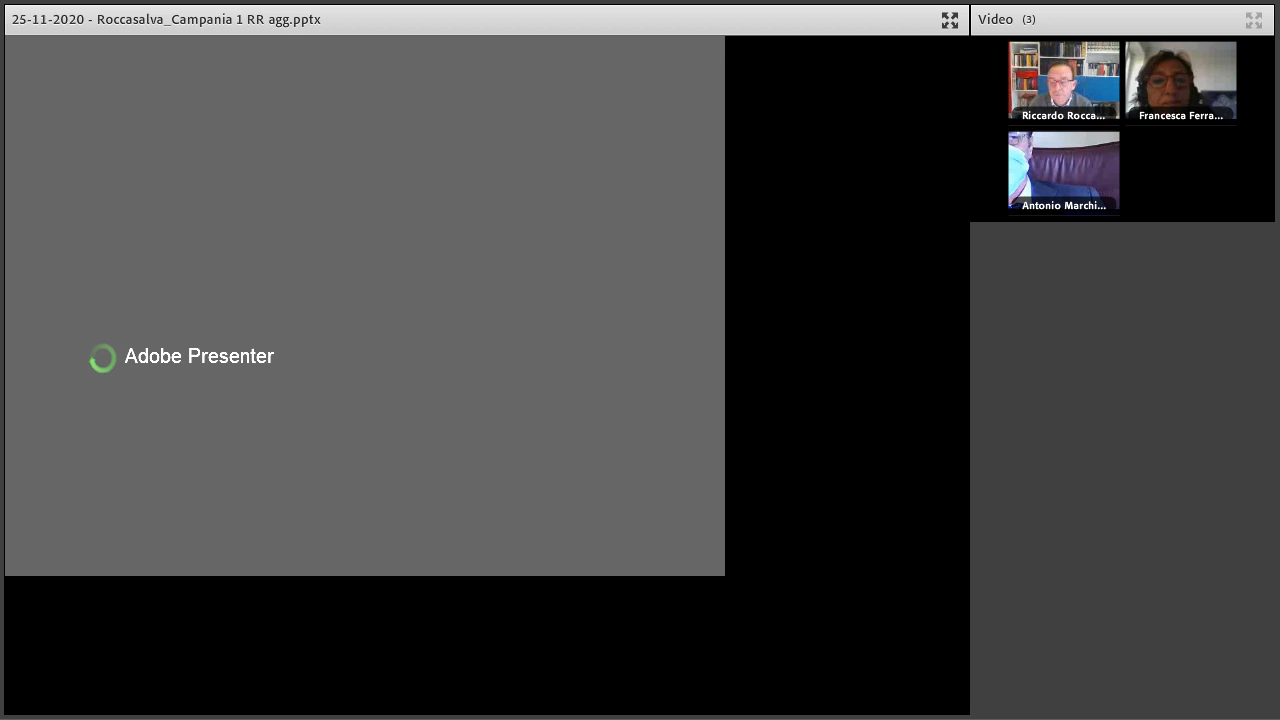 25-11-2020 - Roccasalva_Campania 1 RR agg.pptx
Video (3)
Riccardo Rocca...
Francesca Ferra...
Antonio Marchi...
Adobe Presenter